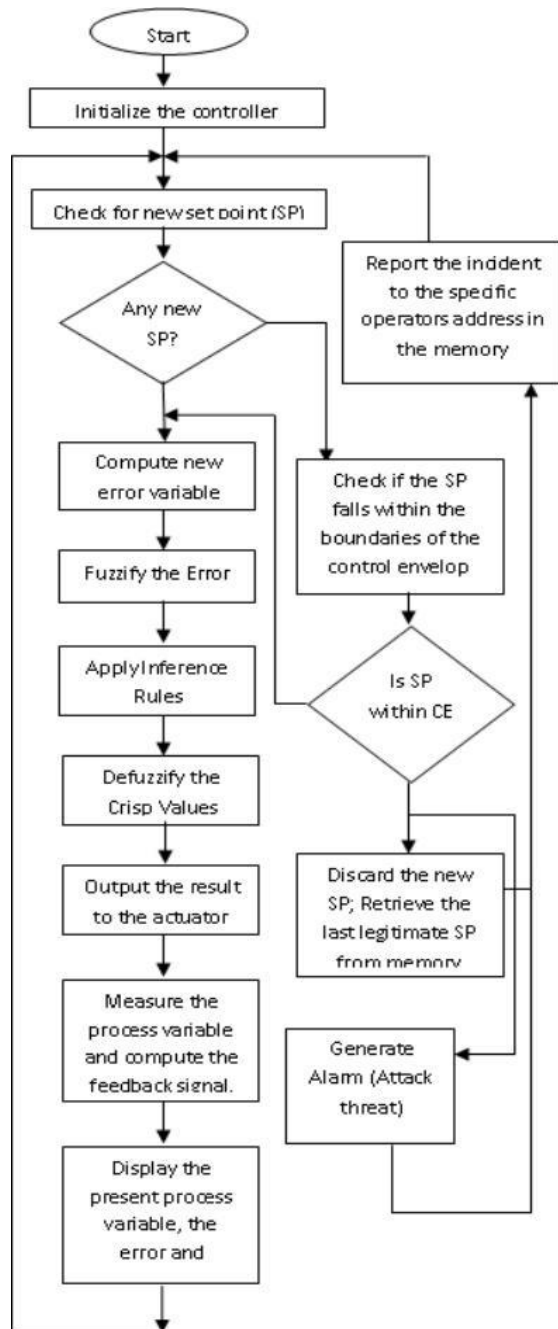 Start
Initialize the controller
Check for new set point (SP)
Any new
SP?
Compute new
error variable
Fuzzify the Error
Apply Inference
Rules
Defuzzify the
Crisp Values
Output the result
to the actuator
Measure the
process variable
and compute the
feedback signal.
Display the
present process
variable, the
error and
Report the incident
to the specific
operators address in
the memory
Check if the SP
falls within the
boundaries of the
control envelop
Is SP
within CE
Discard the new
SP; Retrieve the
last legitimate SP
from memory
Generate
Alarm (Attack
threat)